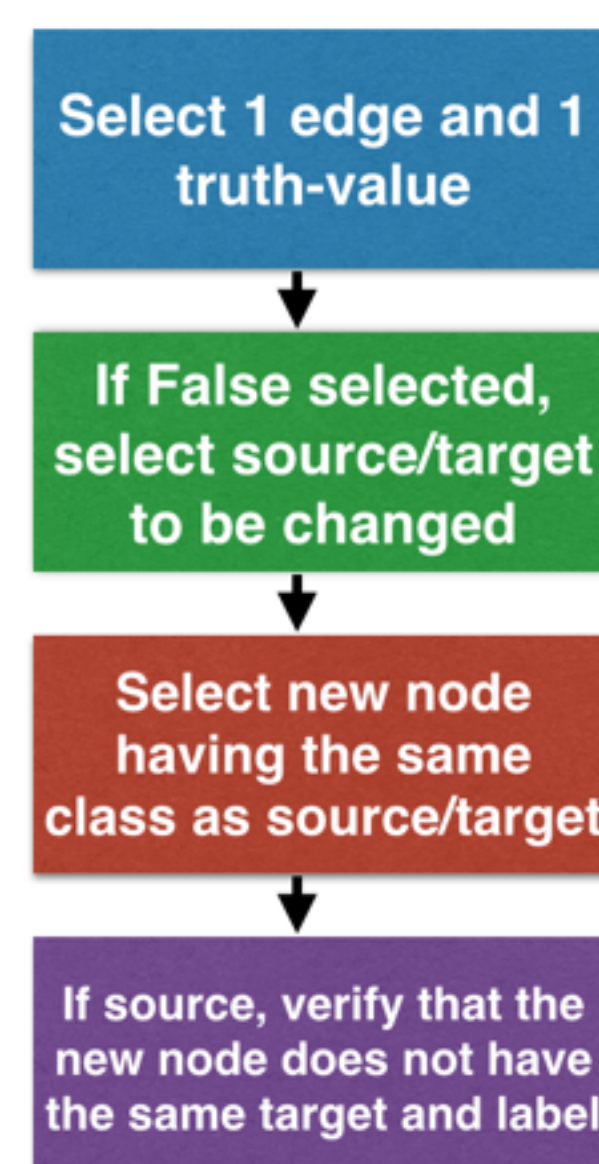 Select 1 edge and 1
truth-value
If False selected,
select source/target
to be changed
Select new node
having the same
class as source/target
If source, verify that the
new node does not have
the same target and label